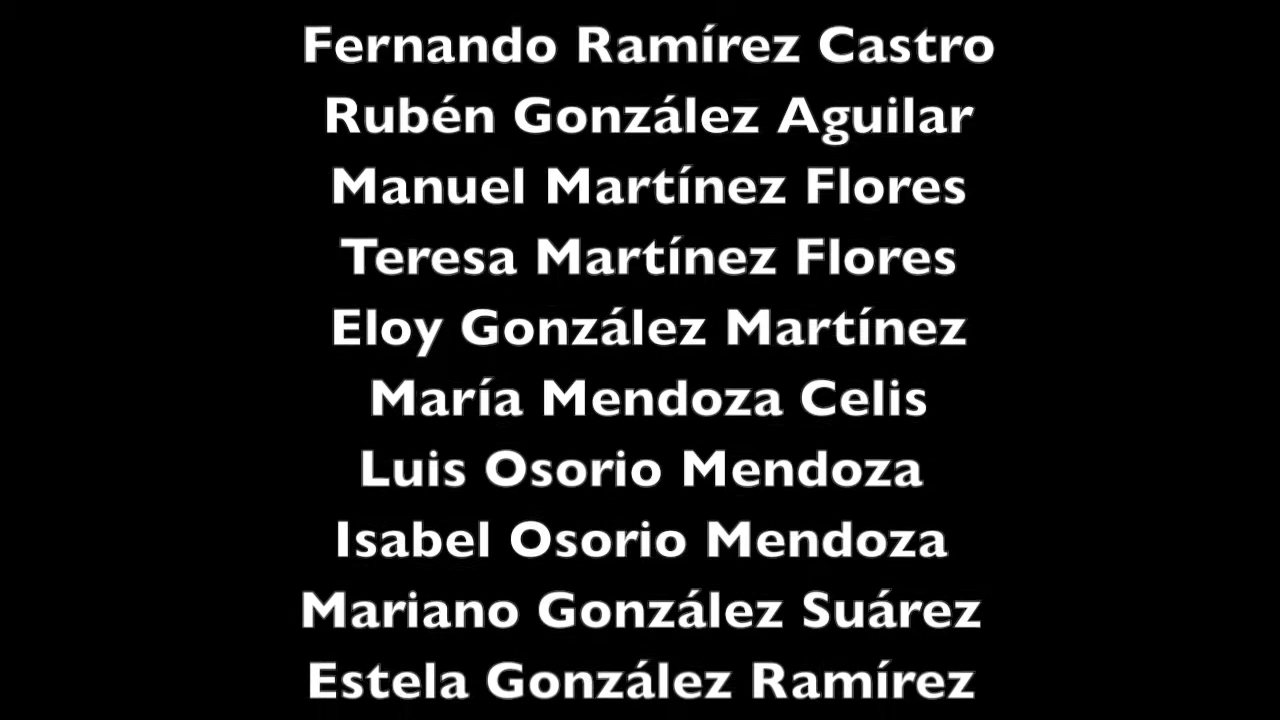 Fernando Ramírez Castro
Rubén González Aguilar
Manuel Martínez Flores
Teresa Martínez Flores
Eloy González Martínez
María Mendoza Celis
Luis Osorio Mendoza
Isabel Osorio Mendoza
Mariano González Suárez
Estela González Ramírez